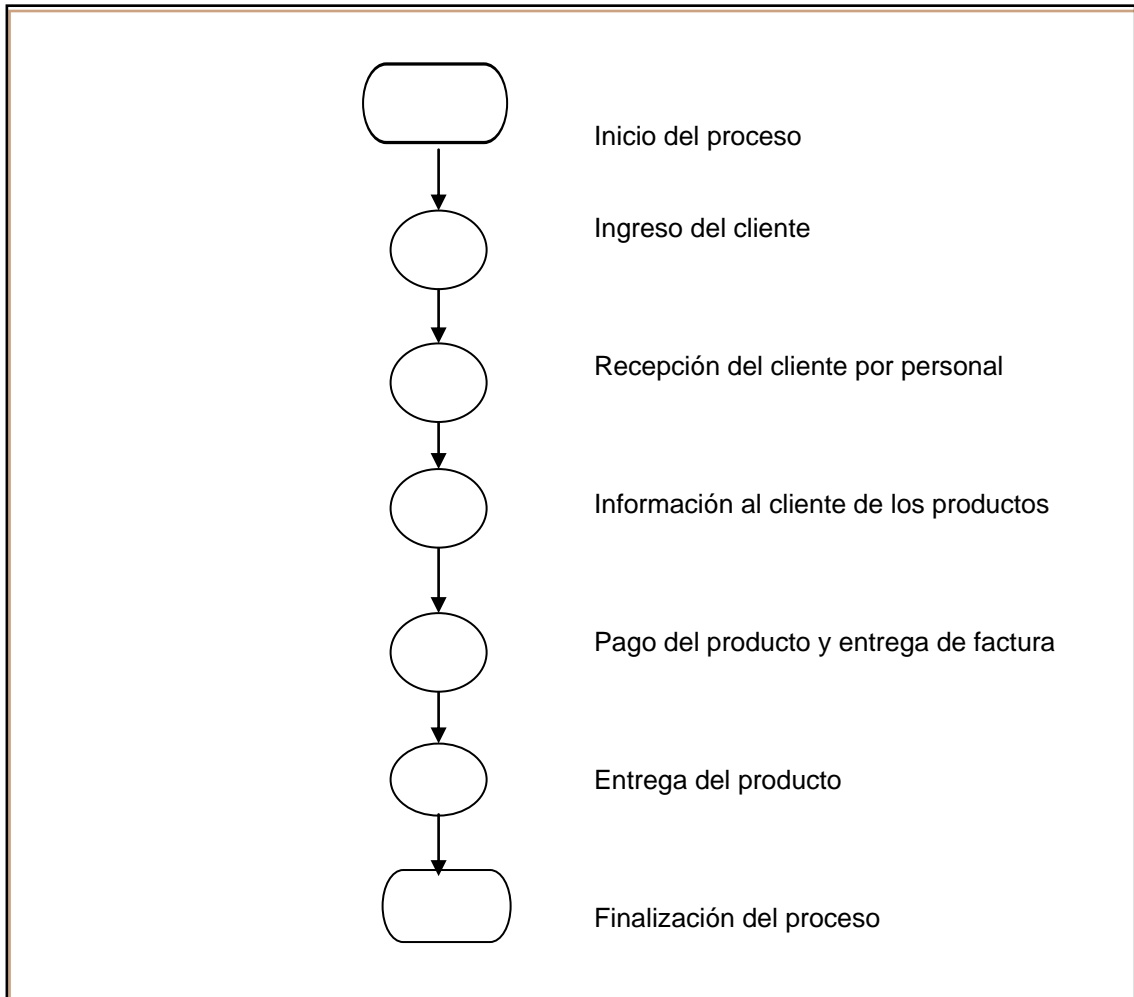 Inicio del proceso
Ingreso del cliente
Recepción del cliente por personal
Información al cliente de los productos
Pago del producto y entrega de factura
Entrega del producto
Finalización del proceso